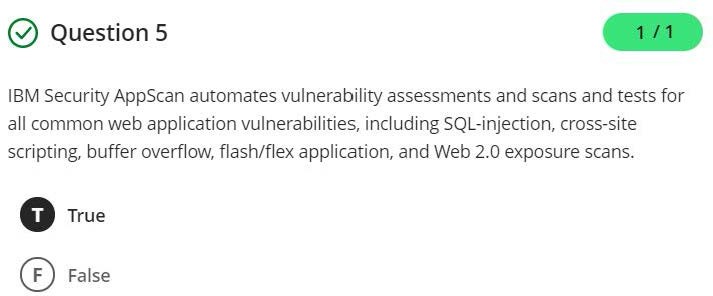 Question 5
1 / 1
IBM Security AppScan automates vulnerability assessments and scans and tests for
all common web application vulnerabilities, including SQL-injection, cross-site
scripting, buffer overflow, flash/flex application, and Web 2.0 exposure scans.
T True
F False